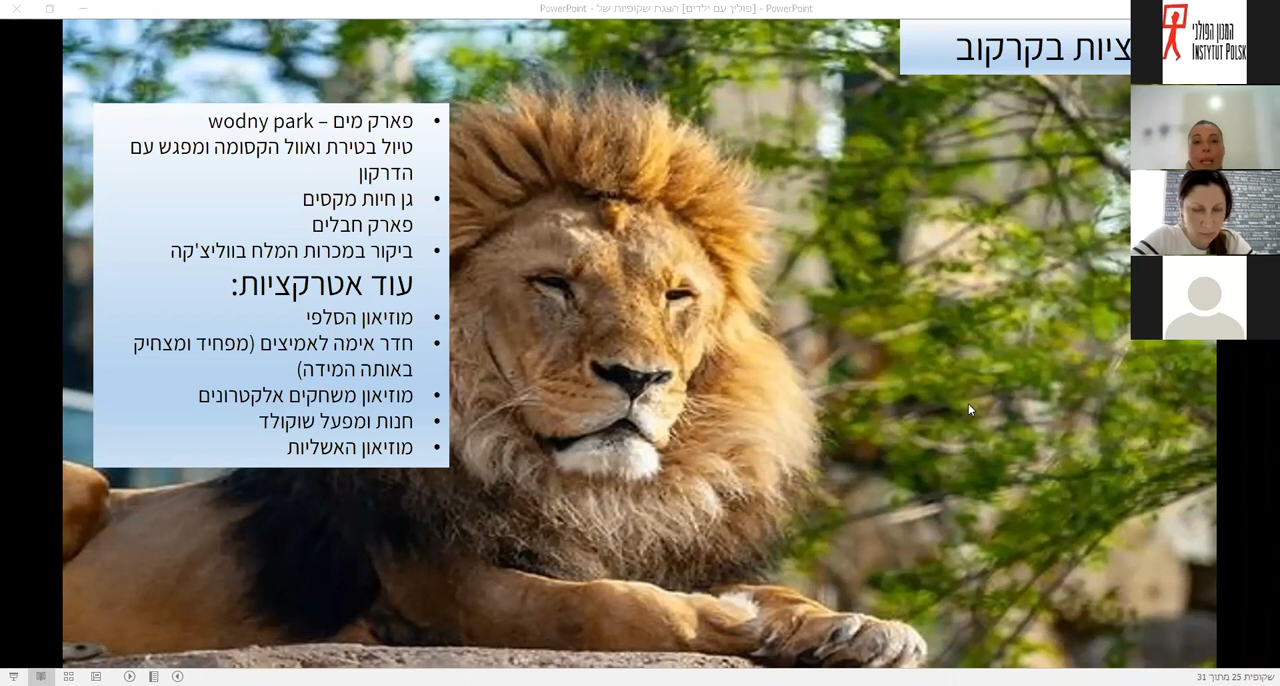 PowerPoint - [פוליך עם ילדים] הצגת שקופיות של - PowerPoint
ציות בקרקוב
המכון הפולני
INSTYTUT POLSK
• פארק מים – wodny park
טיול בטירת ואוול הקסומה ומפגש עם
הדרקון
• גן חיות מקסים
פארק חבלים
• ביקור במכרות המלח בווליצ'קה
עוד אטרקציות:
• מוזיאון הסלפי
• חדר אימה לאמיצים (מפחיד ומצחיק
באותה המידה)
• מוזיאון משחקים אלקטרונים
• חנות ומפעל שוקולד
• מוזיאון האשליות
שקופית 25 מתוך 31